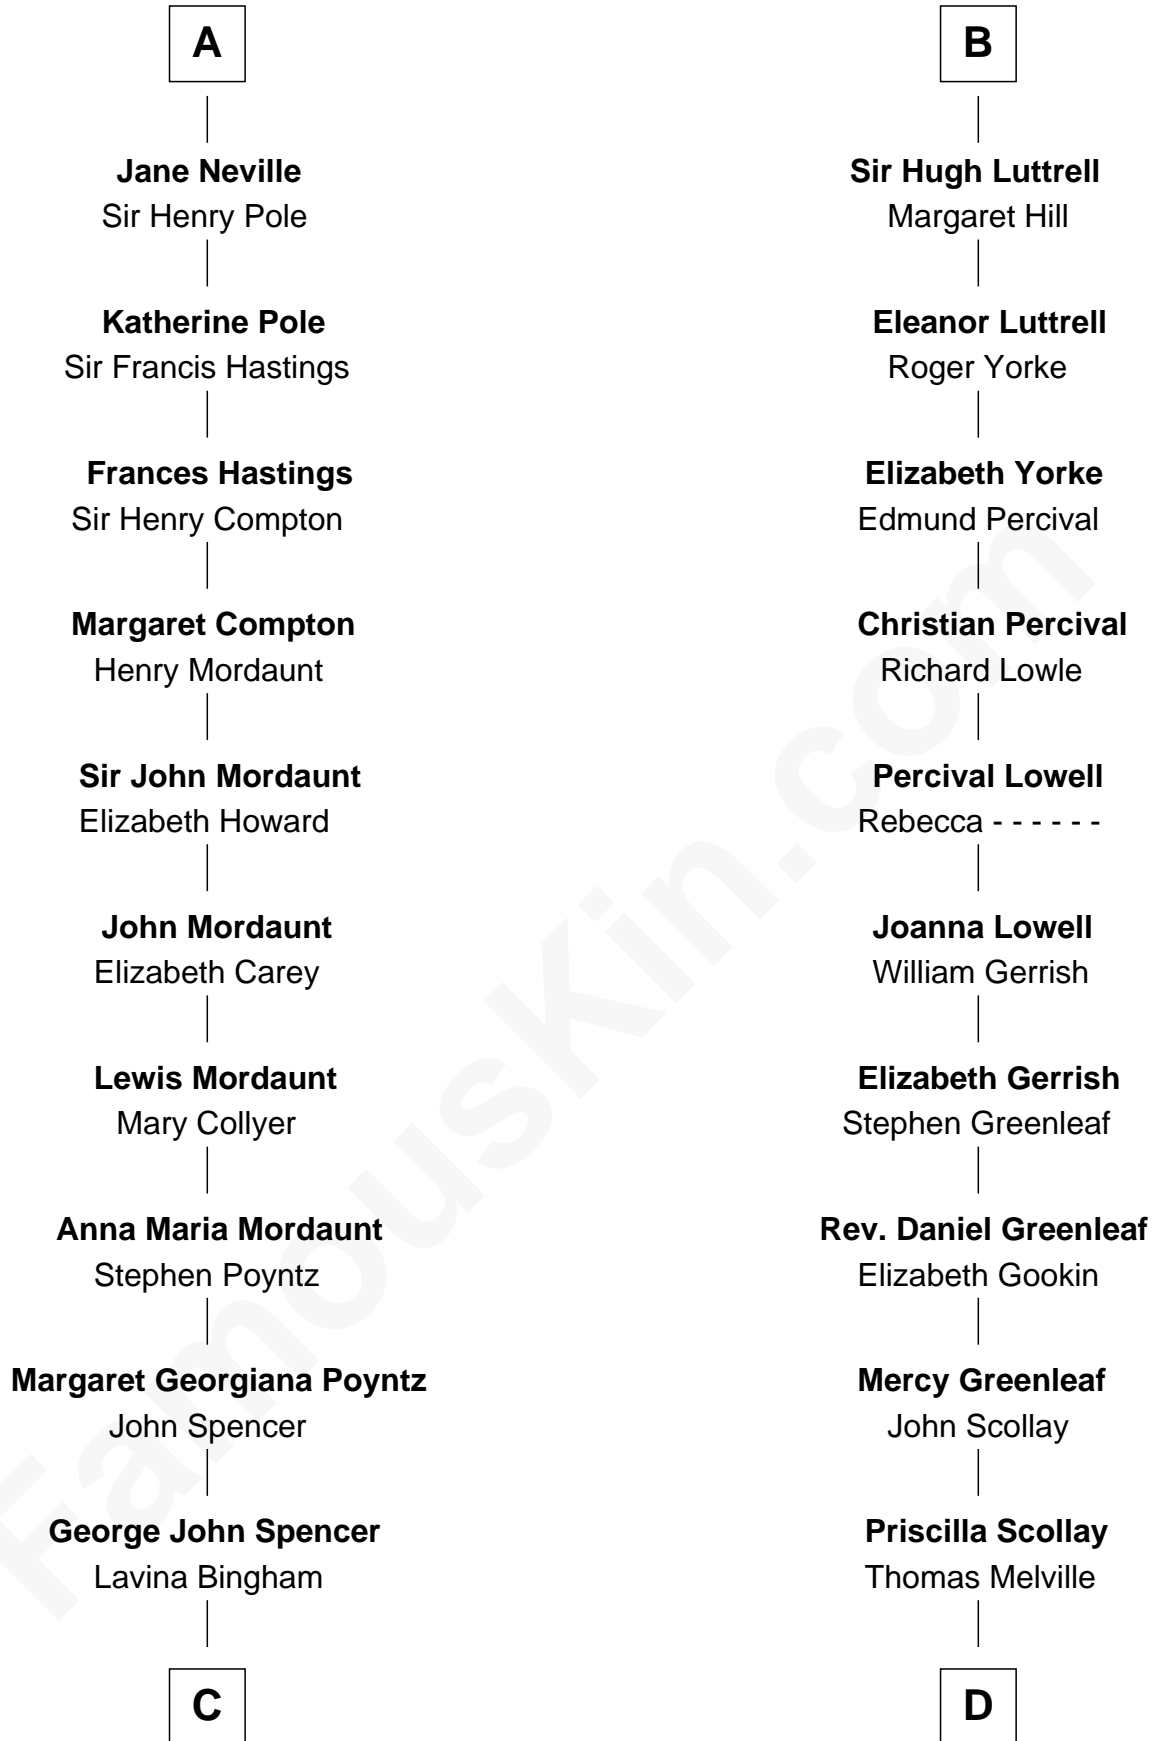 A
Jane Neville
Sir Henry Pole
Katherine Pole
Sir Francis Hastings
Frances Hastings
Sir Henry Compton
Margaret Compton
Henry Mordaunt
Sir John Mordaunt
Elizabeth Howard
John Mordaunt
Elizabeth Carey
Lewis Mordaunt
Mary Collyer
Anna Maria Mordaunt
Stephen Poyntz
Margaret Georgiana Poyntz
John Spencer
George John Spencer
Lavina Bingham
C
B
Sir Hugh Luttrell
Margaret Hill
Eleanor Luttrell
Roger Yorke
Elizabeth Yorke
Edmund Percival
Christian Percival
Richard Lowle
Percival Lowell
Rebecca - - - - - -
Joanna Lowell
William Gerrish
Elizabeth Gerrish
Stephen Greenleaf
Rev. Daniel Greenleaf
Elizabeth Gookin
Mercy Greenleaf
John Scollay
Priscilla Scollay
Thomas Melville
D
FamousKin.com